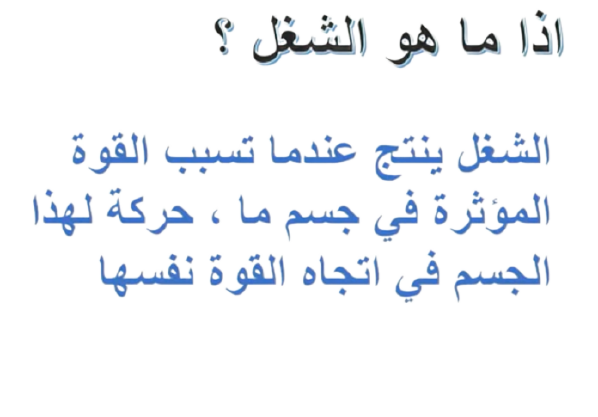 اذا ما هو الشغل ؟
الشغل ينتج عندما تسبب القوة
المؤثرة في جسم ما ، حركة لهذا
الجسم في اتجاه القوة نفسها